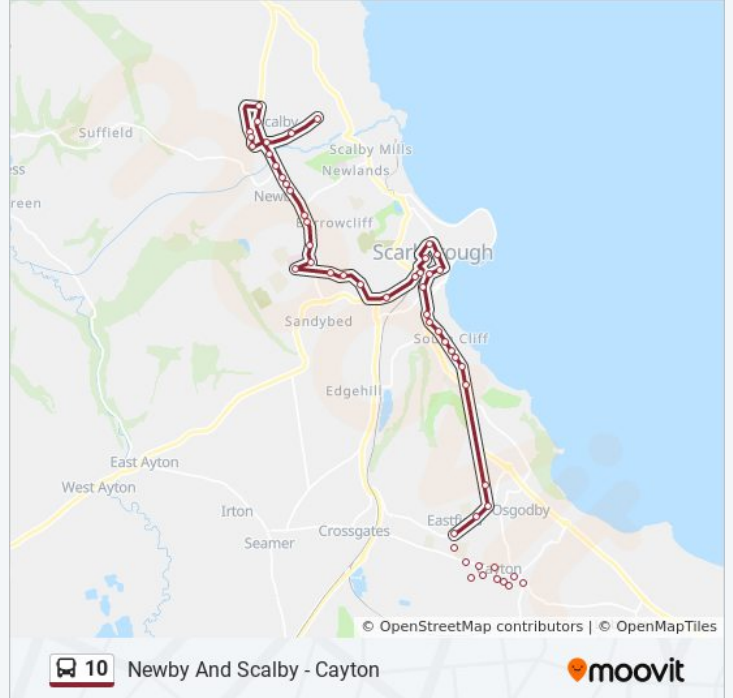 Scalby
Suffield
Scalby Mills
Newlands
Newby
Barrowcliff
Scarborough
Sandybed
South Cliff
Edgehill
East Ayton
West Ayton
Irton
Osgodby
Eastfield
Crossgates
Seamer
Cayton
© OpenStreetMap contributors | © OpenMapTiles
10 Newby And Scalby - Cayton
moovit